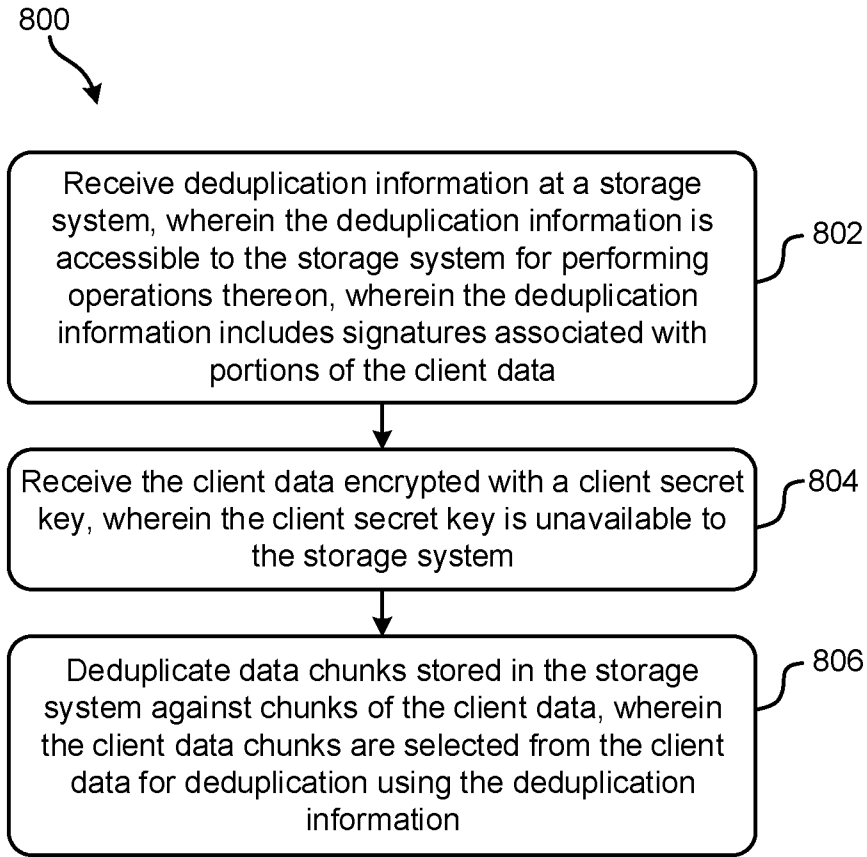 800
Receive deduplication information at a storage
system, wherein the deduplication information is
accessible to the storage system for performing
operations thereon, wherein the deduplication
information includes signatures associated with
portions of the client data
802
Receive the client data encrypted with a client secret
key, wherein the client secret key is unavailable to
the storage system
804
Deduplicate data chunks stored in the storage
system against chunks of the client data, wherein
the client data chunks are selected from the client
data for deduplication using the deduplication
information
806